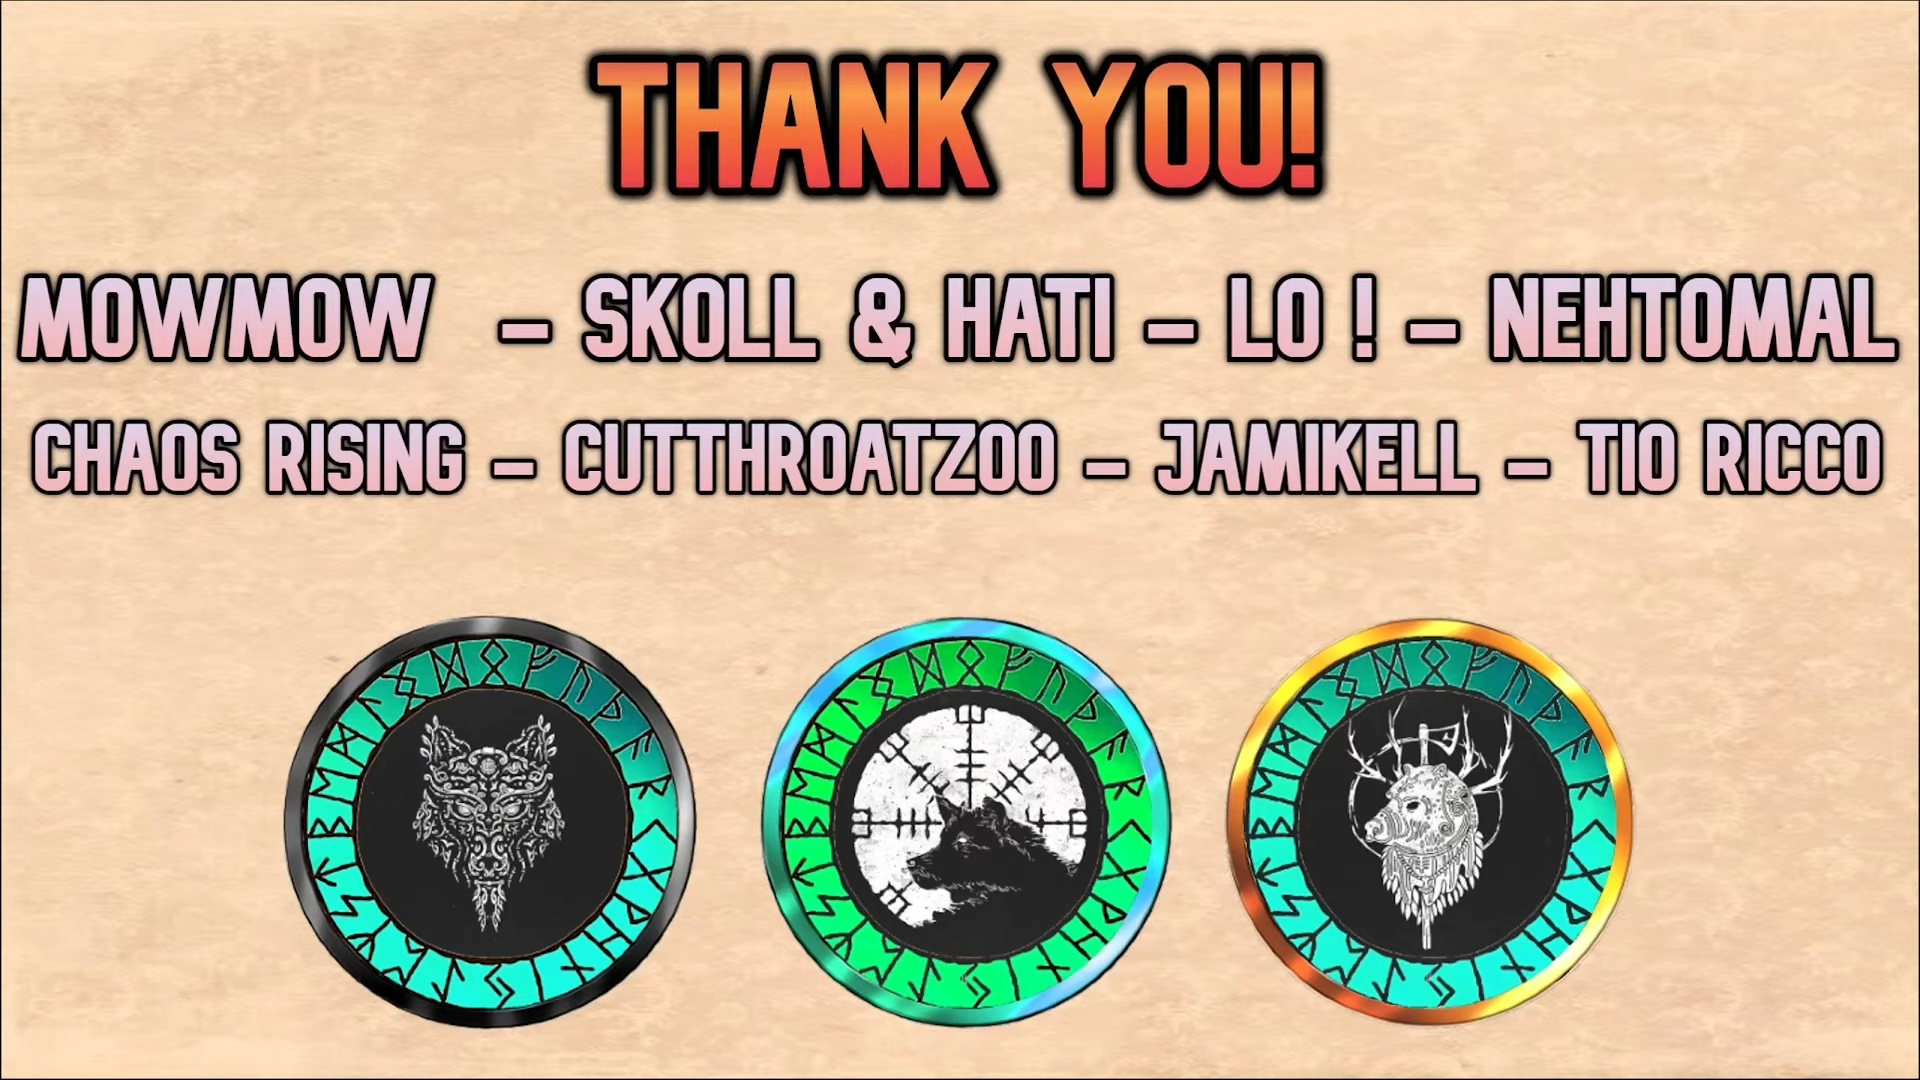 THANK YOU!
MOWMOW - SKOLL & HATI - LO ! - NEHTOMAL
CHAOS RISING - CUTTHROATZOO - JAMIKELL - TIO RICCO